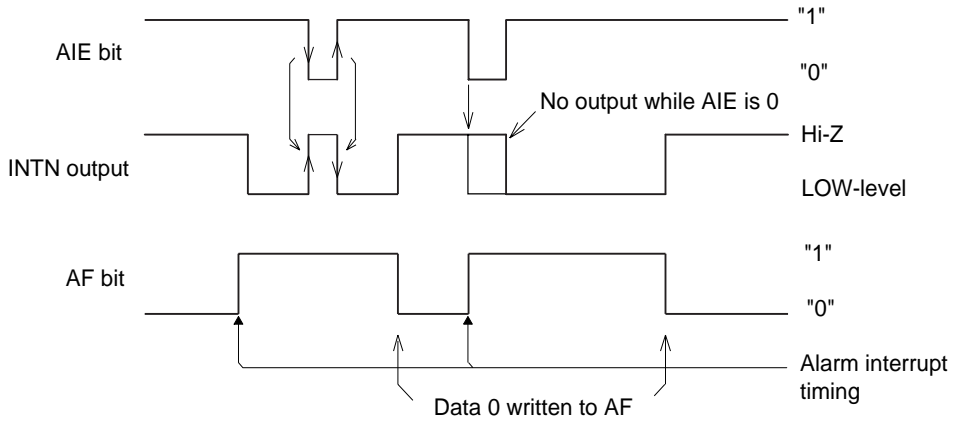 "1"
AIE bit
"0"
No output while AIE is 0
Hi-Z
INTN output
LOW-level
"1"
AF bit
"0"
Alarm interrupt
timing
Data 0 written to AF